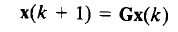 x(k + 1) = Gx(k)